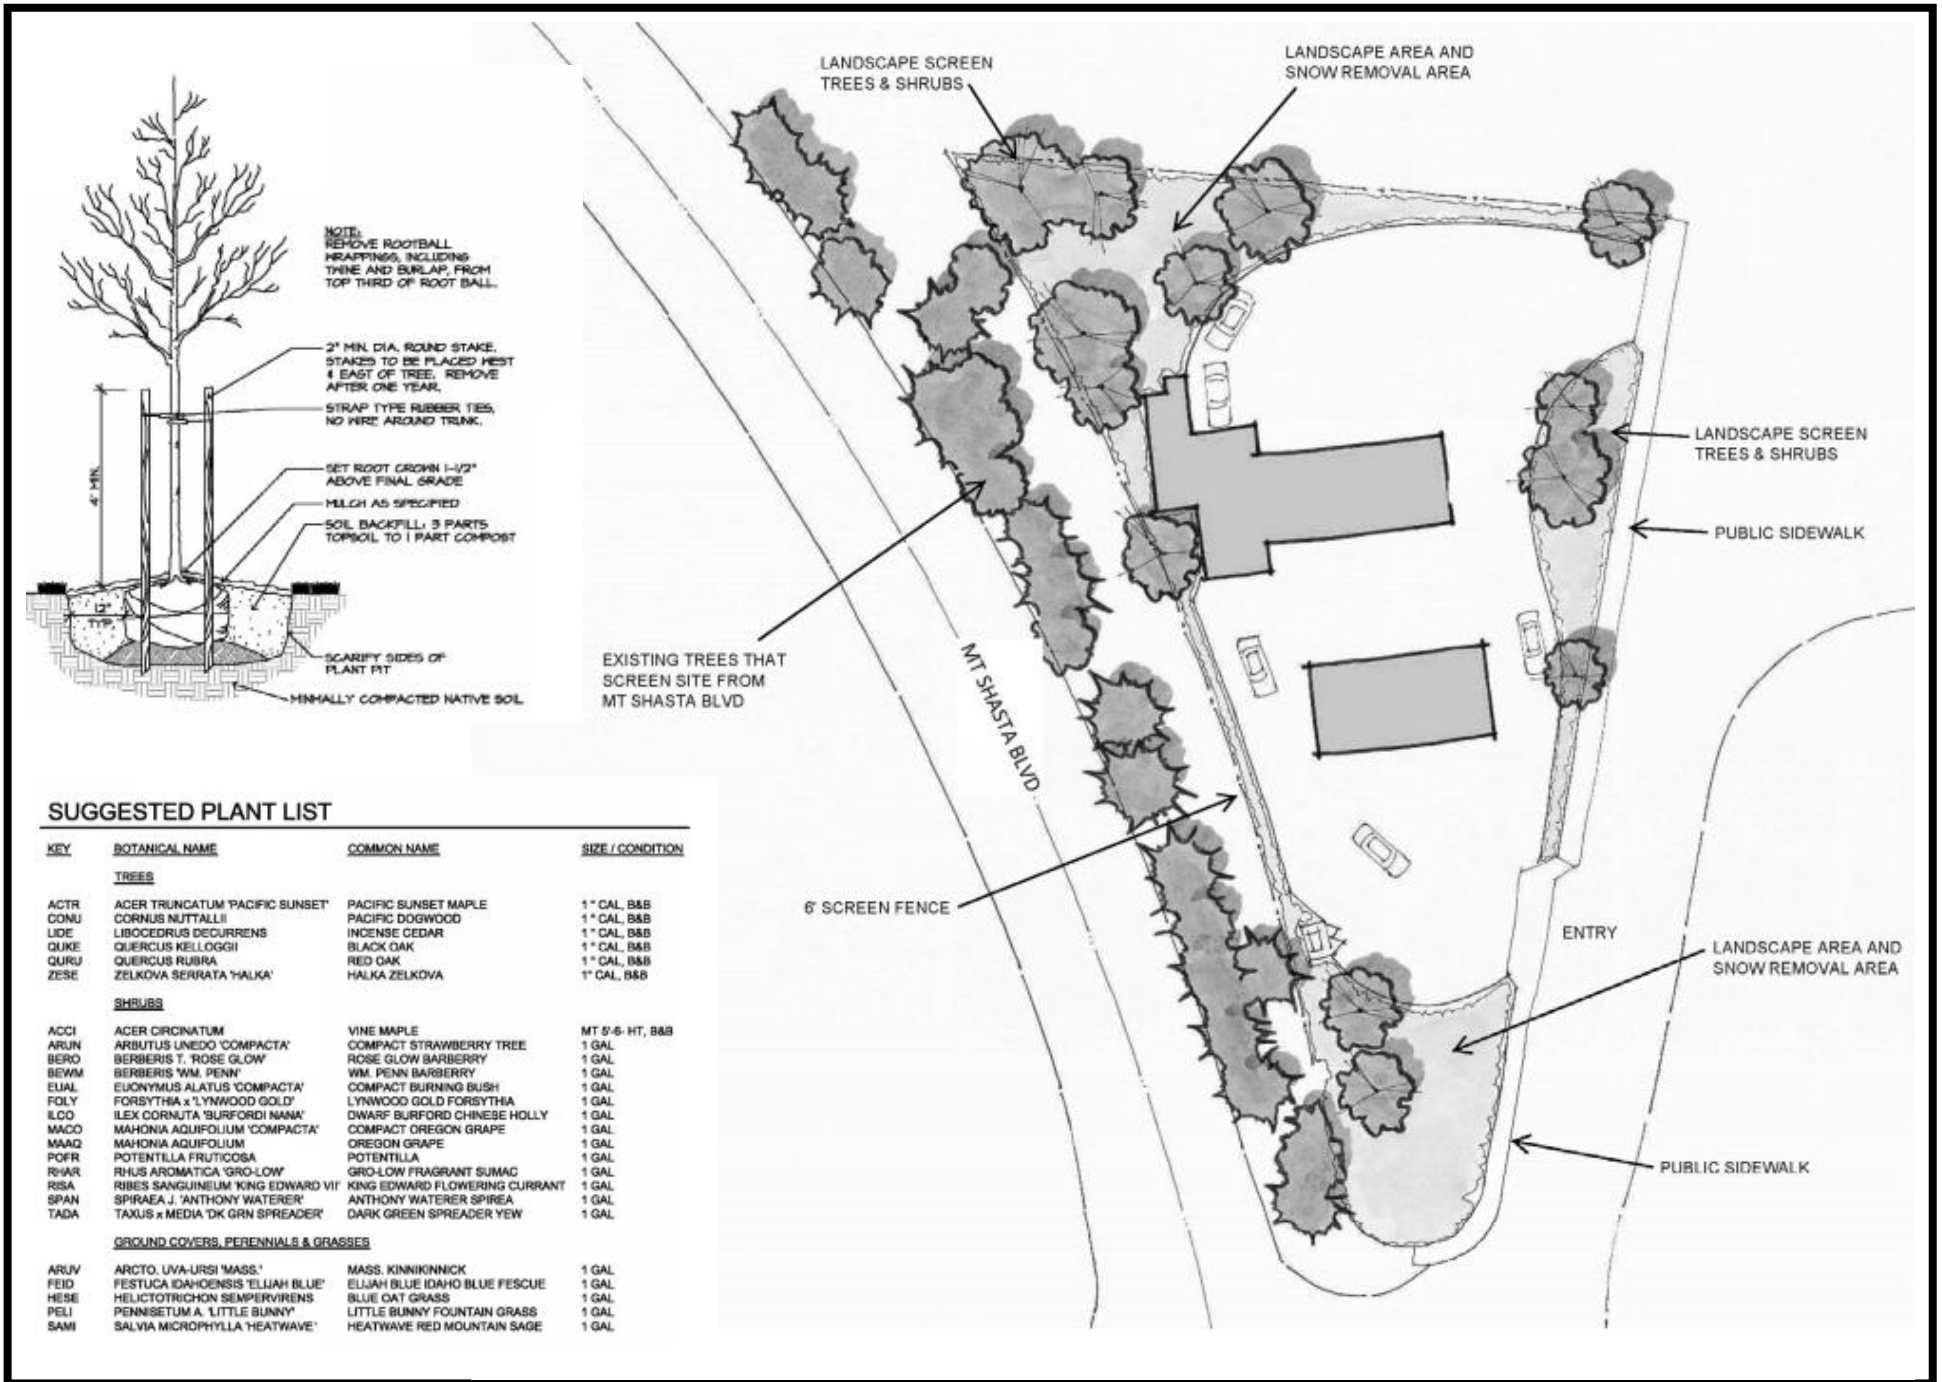 LANDSCAPE SCREEN
TREES & SHRUBS
LANDSCAPE AREA AND
SNOW REMOVAL AREA
NOTE:
REMOVE ROOTBALL
WRAPPINGS, INCLUDING
TWINE AND BURLAP, FROM
TOP THIRD OF ROOT BALL.
2" MIN. DIA. ROUND STAKE.
STAKES TO BE PLACED WEST
& EAST OF TREE. REMOVE
AFTER ONE YEAR.
STRAP TYPE RUBBER TIES,
NO WIRE AROUND TRUNK.
4' MIN.
SET ROOT CROWN 1-1/2"
ABOVE FINAL GRADE
MULCH AS SPECIFIED
SOIL BACKFILL: 3 PARTS
TOPSOIL TO 1 PART COMPOST
12"
TYP.
SCARIFY SIDES OF
PLANT PIT
MINIMALLY COMPACTED NATIVE SOIL
LANDSCAPE SCREEN
TREES & SHRUBS
PUBLIC SIDEWALK
EXISTING TREES THAT
SCREEN SITE FROM
MT SHASTA BLVD
MT SHASTA BLVD
6' SCREEN FENCE
ENTRY
LANDSCAPE AREA AND
SNOW REMOVAL AREA
PUBLIC SIDEWALK
SUGGESTED PLANT LIST
KEY BOTANICAL NAME COMMON NAME SIZE / CONDITION
TREES
ACTR ACER TRUNCATUM 'PACIFIC SUNSET' PACIFIC SUNSET MAPLE 1" CAL, B&B
CONU CORNUS NUTTALLII PACIFIC DOGWOOD 1" CAL, B&B
LIDE LIBOCEDRUS DECURRENS INCENSE CEDAR 1" CAL, B&B
QUKE QUERCUS KELLOGGII BLACK OAK 1" CAL, B&B
QURU QUERCUS RUBRA RED OAK 1" CAL, B&B
ZESE ZELKOVA SERRATA 'HALKA' HALKA ZELKOVA 1" CAL, B&B
SHRUBS
ACCI ACER CIRCINATUM VINE MAPLE MT 5'-6- HT, B&B
ARUN ARBUTUS UNEDO 'COMPACTA' COMPACT STRAWBERRY TREE 1 GAL
BERO BERBERIS T. 'ROSE GLOW' ROSE GLOW BARBERRY 1 GAL
BEWM BERBERIS 'WM. PENN' WM. PENN BARBERRY 1 GAL
EUAL EUONYMUS ALATUS 'COMPACTA' COMPACT BURNING BUSH 1 GAL
FOLY FORSYTHIA x 'LYNWOOD GOLD' LYNWOOD GOLD FORSYTHIA 1 GAL
ILCO ILEX CORNUTA 'BURFORDI NANA' DWARF BURFORD CHINESE HOLLY 1 GAL
MACO MAHONIA AQUIFOLIUM 'COMPACTA' COMPACT OREGON GRAPE 1 GAL
MAAQ MAHONIA AQUIFOLIUM OREGON GRAPE 1 GAL
POFR POTENTILLA FRUTICOSA POTENTILLA 1 GAL
RHAR RHUS AROMATICA 'GRO-LOW' GRO-LOW FRAGRANT SUMAC 1 GAL
RISA RIBES SANGUINEUM 'KING EDWARD VII' KING EDWARD FLOWERING CURRANT 1 GAL
SPAN SPIRAEA J. 'ANTHONY WATERER' ANTHONY WATERER SPIREA 1 GAL
TADA TAXUS x MEDIA 'DK GRN SPREADER' DARK GREEN SPREADER YEW 1 GAL
GROUND COVERS, PERENNIALS & GRASSES
ARUV ARCTO. UVA-URSI 'MASS.' MASS. KINNIKINNICK 1 GAL
FEID FESTUCA IDAHOENSIS 'ELIJAH BLUE' ELIJAH BLUE IDAHO BLUE FESCUE 1 GAL
HESE HELICTOTRICHON SEMPERVIRENS BLUE OAT GRASS 1 GAL
PELI PENNISETUM A. 'LITTLE BUNNY' LITTLE BUNNY FOUNTAIN GRASS 1 GAL
SAMI SALVIA MICROPHYLLA 'HEATWAVE' HEATWAVE RED MOUNTAIN SAGE 1 GAL